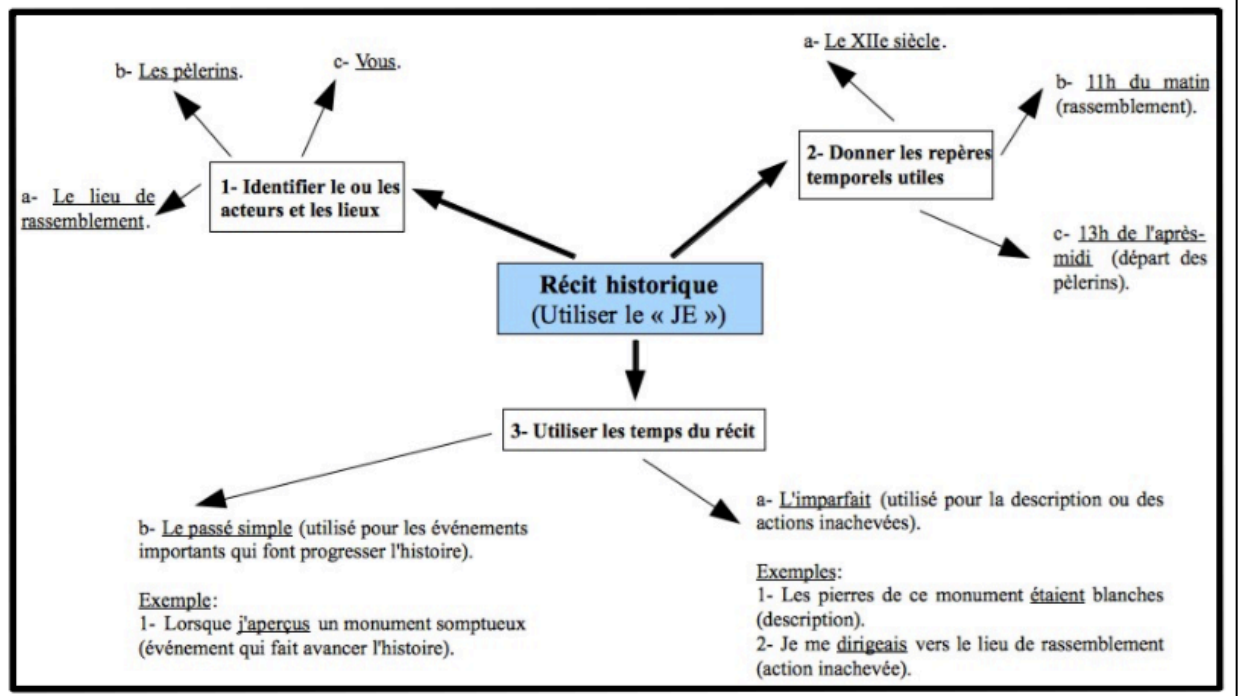 a- Le XIIe siècle.
b- Les pèlerins.
c- Vous.
b- 11h du matin
(rassemblement).
2- Donner les repères
temporels utiles
1- Identifier le ou les
acteurs et les lieux
a- Le lieu de
rassemblement.
c- 13h de l'après-
midi (départ des
pèlerins).
Récit historique
(Utiliser le « JE »)
3- Utiliser les temps du récit
b- Le passé simple (utilisé pour les événements
importants qui font progresser l'histoire).
Exemple:
1- Lorsque j'aperçus un monument somptueux
(événement qui fait avancer l'histoire).
a- L'imparfait (utilisé pour la description ou des
actions inachevées).
Exemples:
1- Les pierres de ce monument étaient blanches
(description).
2- Je me dirigeais vers le lieu de rassemblement
(action inachevée).